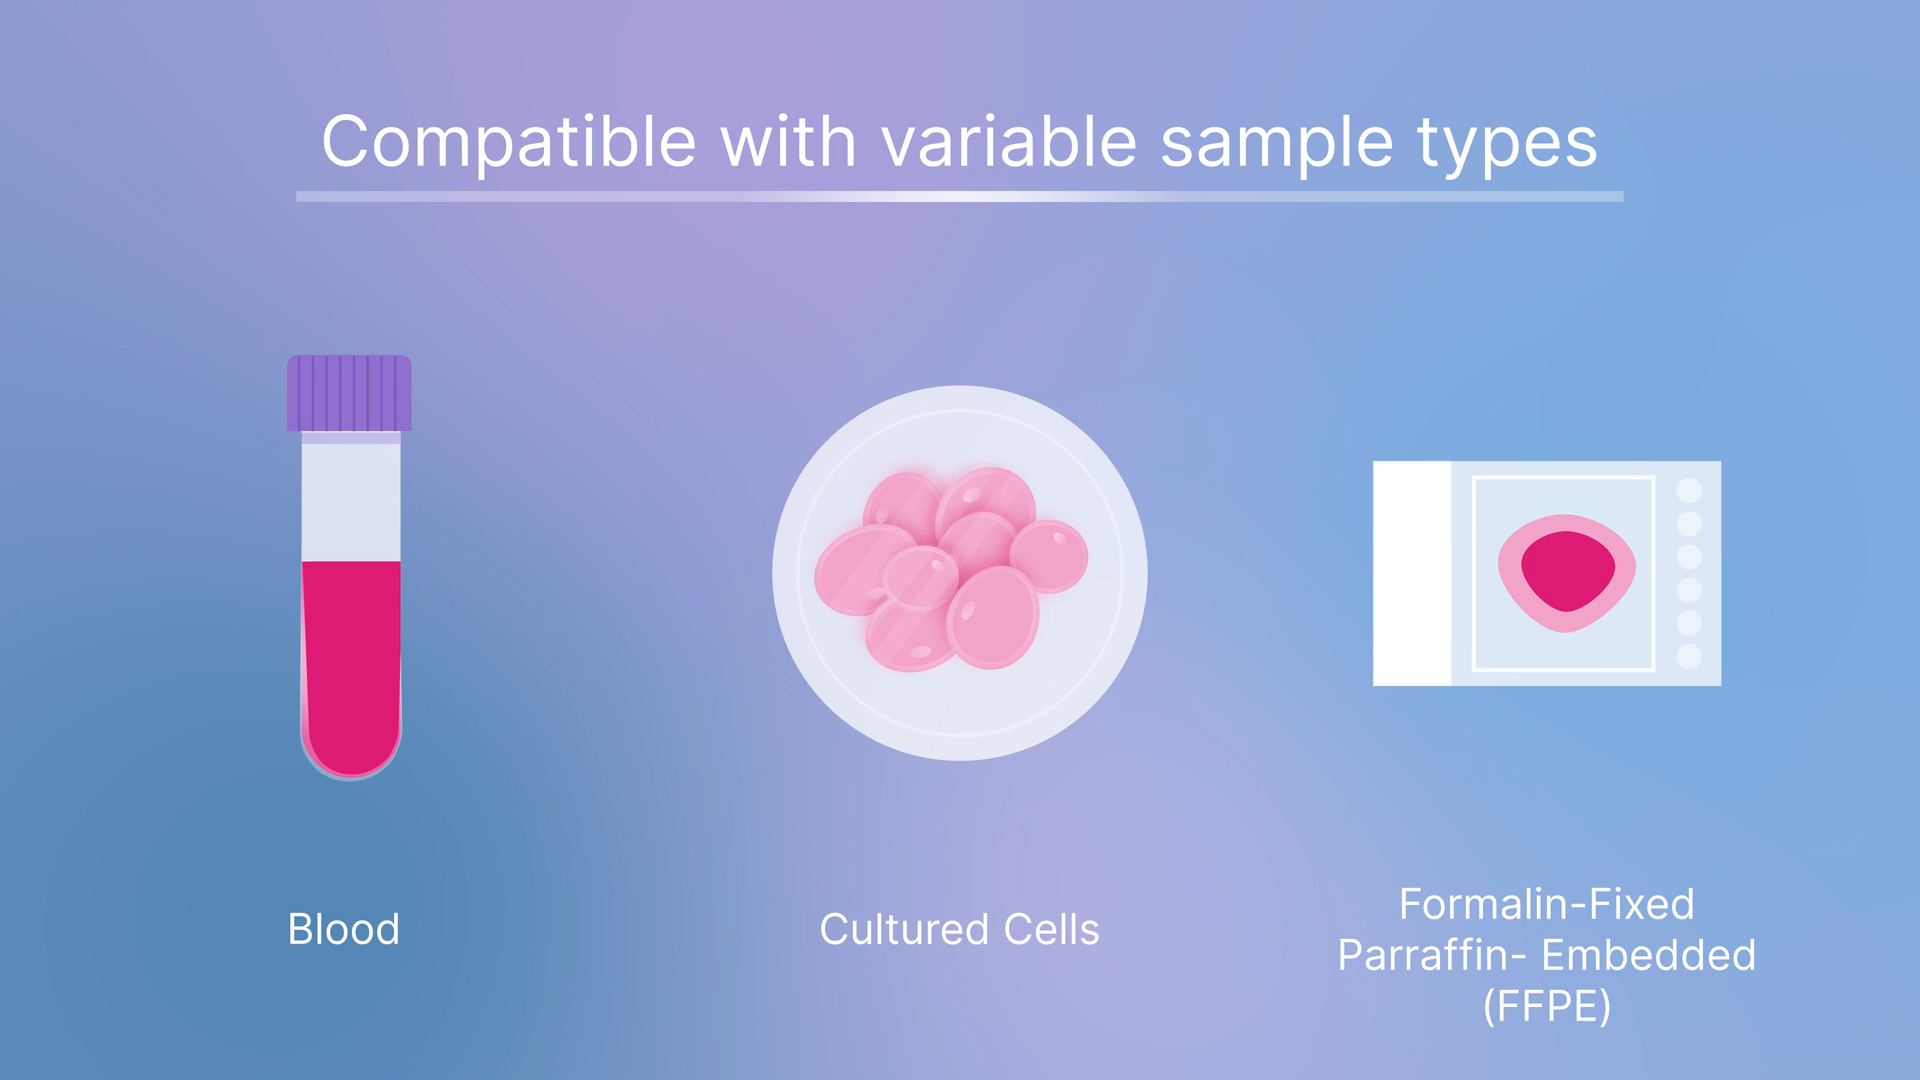 Compatible with variable sample types
Blood
Cultured Cells
Formalin-Fixed
Parraffin- Embedded
(FFPE)